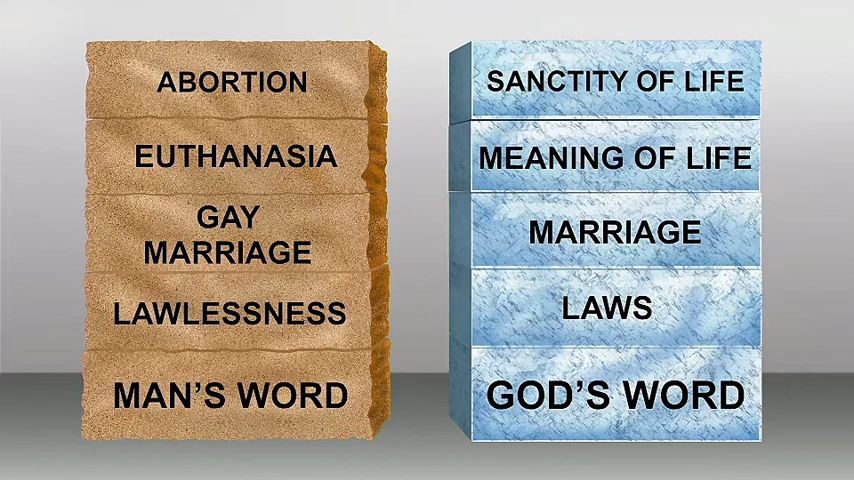 ABORTION
EUTHANASIA
GAY
MARRIAGE
LAWLESSNESS
MAN'S WORD
SANCTITY OF LIFE
MEANING OF LIFE
MARRIAGE
LAWS
GOD'S WORD